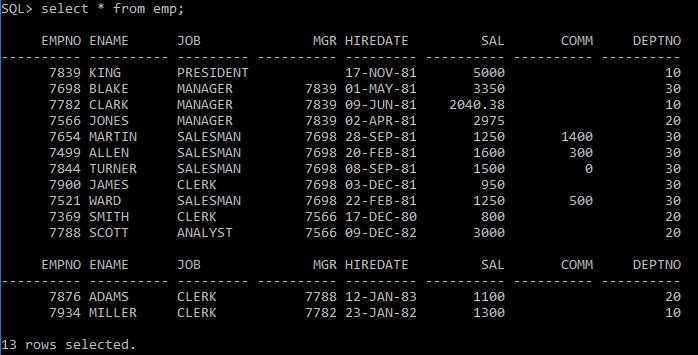 SQL> select * from emp;
     EMPNO ENAME      JOB              MGR HIREDATE         SAL       COMM     DEPTNO
---------- ---------- --------- ---------- --------- ---------- ---------- ----------
      7839 KING       PRESIDENT            17-NOV-81       5000                    10
      7698 BLAKE      MANAGER         7839 01-MAY-81       3350                    30
      7782 CLARK      MANAGER         7839 09-JUN-81    2040.38                    10
      7566 JONES      MANAGER         7839 02-APR-81       2975                    20
      7654 MARTIN     SALESMAN        7698 28-SEP-81       1250       1400         30
      7499 ALLEN      SALESMAN        7698 20-FEB-81       1600        300         30
      7844 TURNER     SALESMAN        7698 08-SEP-81       1500          0         30
      7900 JAMES      CLERK           7698 03-DEC-81        950                    30
      7521 WARD       SALESMAN        7698 22-FEB-81       1250        500         30
      7369 SMITH      CLERK           7566 17-DEC-80        800                    20
      7788 SCOTT      ANALYST         7566 09-DEC-82       3000                    20
     EMPNO ENAME      JOB              MGR HIREDATE         SAL       COMM     DEPTNO
---------- ---------- --------- ---------- --------- ---------- ---------- ----------
      7876 ADAMS      CLERK           7788 12-JAN-83       1100                    20
      7934 MILLER     CLERK           7782 23-JAN-82       1300                    10
13 rows selected.